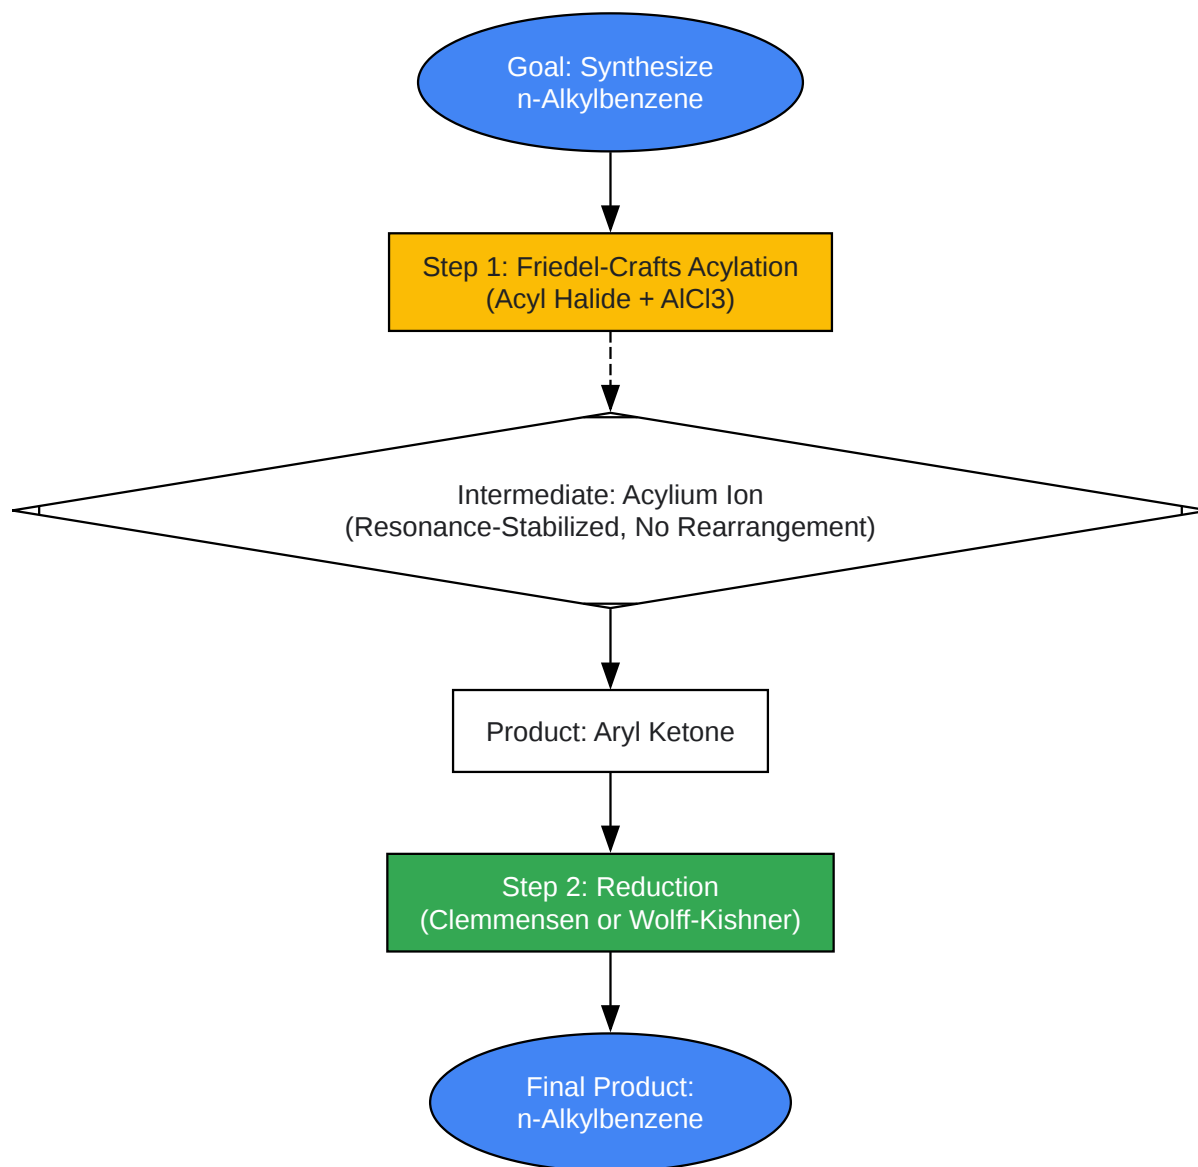 Goal: Synthesize
n-Alkylbenzene
Step 1: Friedel-Crafts Acylation
(Acyl Halide + AlCl3)
Intermediate: Acylium Ion
(Resonance-Stabilized, No Rearrangement)
Product: Aryl Ketone
Step 2: Reduction
(Clemmensen or Wolff-Kishner)
Final Product:
n-Alkylbenzene